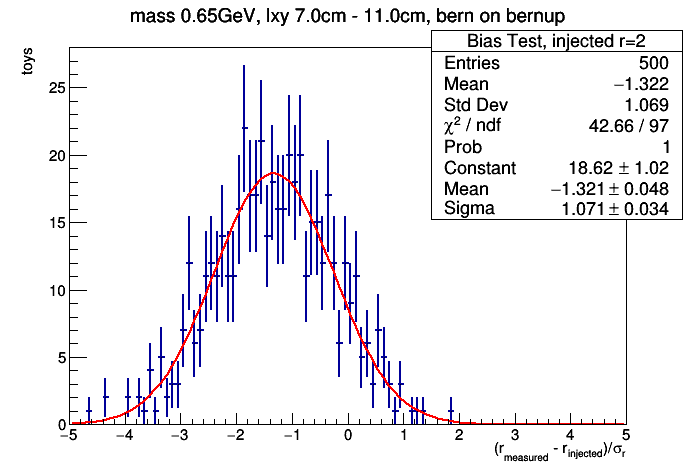 mass 0.65GeV, lxy 7.0cm - 11.0cm, bern on bernup
Bias Test, injected r=2
Entries 500
Mean −1.322
Std Dev 1.069
χ² / ndf 42.66 / 97
Prob 1
Constant 18.62 ± 1.02
Mean −1.321 ± 0.048
Sigma 1.071 ± 0.034
toys
25
20
15
10
5
0
−5 −4 −3 −2 −1 0 1 2 3 4 5
(r_measured - r_injected)/σ_r